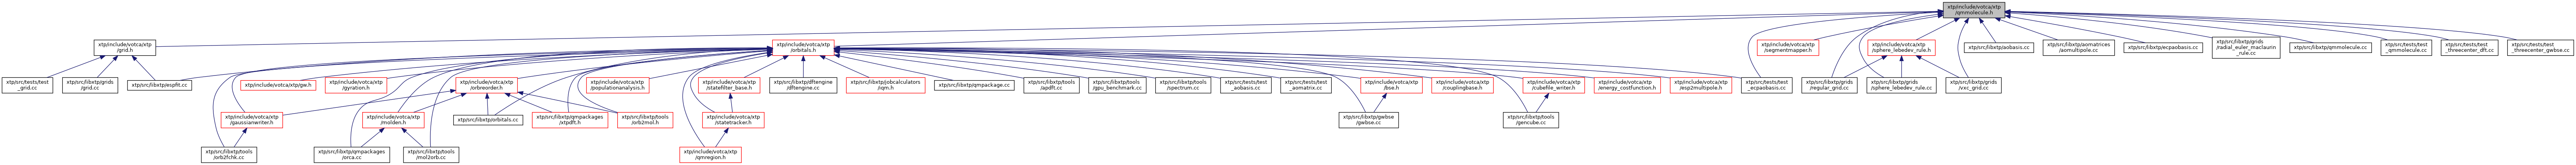 xtp/include/votca/xtp
/qmmolecule.h
xtp/include/votca/xtp
/grid.h
xtp/include/votca/xtp
/orbitals.h
xtp/include/votca/xtp
/segmentmapper.h
xtp/include/votca/xtp
/sphere_lebedev_rule.h
xtp/src/libxtp/aobasis.cc
xtp/src/libxtp/aomatrices
/aomultipole.cc
xtp/src/libxtp/ecpaobasis.cc
xtp/src/libxtp/grids
/radial_euler_maclaurin
_rule.cc
xtp/src/libxtp/qmmolecule.cc
xtp/src/tests/test
_qmmolecule.cc
xtp/src/tests/test
_threecenter_dft.cc
xtp/src/tests/test
_threecenter_gwbse.cc
xtp/src/tests/test
_grid.cc
xtp/src/libxtp/grids
/grid.cc
xtp/src/libxtp/espfit.cc
xtp/include/votca/xtp/gw.h
xtp/include/votca/xtp
/gyration.h
xtp/include/votca/xtp
/orbreorder.h
xtp/include/votca/xtp
/populationanalysis.h
xtp/include/votca/xtp
/statefilter_base.h
xtp/src/libxtp/dftengine
/dftengine.cc
xtp/src/libxtp/jobcalculators
/iqm.h
xtp/src/libxtp/qmpackage.cc
xtp/src/libxtp/tools
/apdft.cc
xtp/src/libxtp/tools
/gpu_benchmark.cc
xtp/src/libxtp/tools
/spectrum.cc
xtp/src/tests/test
_aobasis.cc
xtp/src/tests/test
_aomatrix.cc
xtp/include/votca/xtp
/bse.h
xtp/include/votca/xtp
/couplingbase.h
xtp/include/votca/xtp
/cubefile_writer.h
xtp/include/votca/xtp
/energy_costfunction.h
xtp/include/votca/xtp
/esp2multipole.h
xtp/src/tests/test
_ecpaobasis.cc
xtp/src/libxtp/grids
/regular_grid.cc
xtp/src/libxtp/grids
/sphere_lebedev_rule.cc
xtp/src/libxtp/grids
/vxc_grid.cc
xtp/include/votca/xtp
/gaussianwriter.h
xtp/include/votca/xtp
/molden.h
xtp/src/libxtp/orbitals.cc
xtp/src/libxtp/qmpackages
/xtpdft.h
xtp/src/libxtp/tools
/orb2mol.h
xtp/include/votca/xtp
/statetracker.h
xtp/src/libxtp/gwbse
/gwbse.cc
xtp/src/libxtp/tools
/gencube.cc
xtp/src/libxtp/tools
/orb2fchk.cc
xtp/src/libxtp/qmpackages
/orca.cc
xtp/src/libxtp/tools
/mol2orb.cc
xtp/include/votca/xtp
/qmregion.h